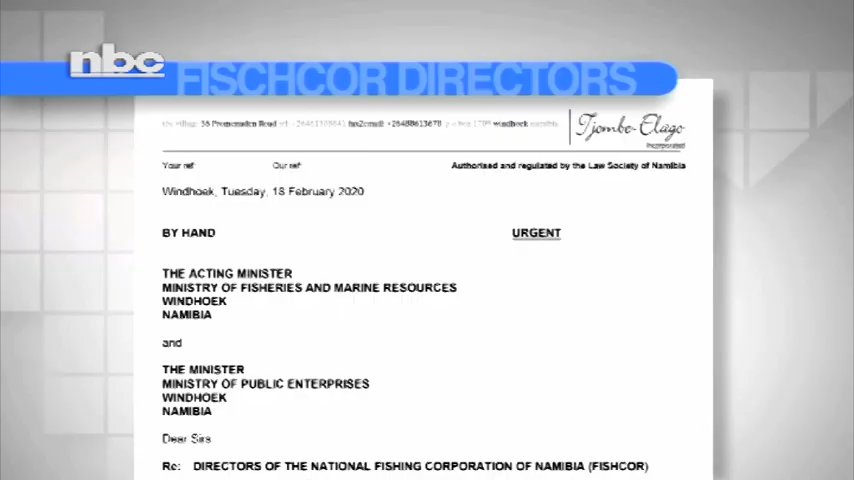 nbc
FISCHCOR DIRECTORS
Tjombe-Elago
Incorporated
Your ref
Our ref
Authorised and regulated by the Law Society of Namibia
Windhoek, Tuesday, 18 February 2020
BY HAND
URGENT
THE ACTING MINISTER
MINISTRY OF FISHERIES AND MARINE RESOURCES
WINDHOEK
NAMIBIA
and
THE MINISTER
MINISTRY OF PUBLIC ENTERPRISES
WINDHOEK
NAMIBIA
Dear Sirs
Re: DIRECTORS OF THE NATIONAL FISHING CORPORATION OF NAMIBIA (FISHCOR)